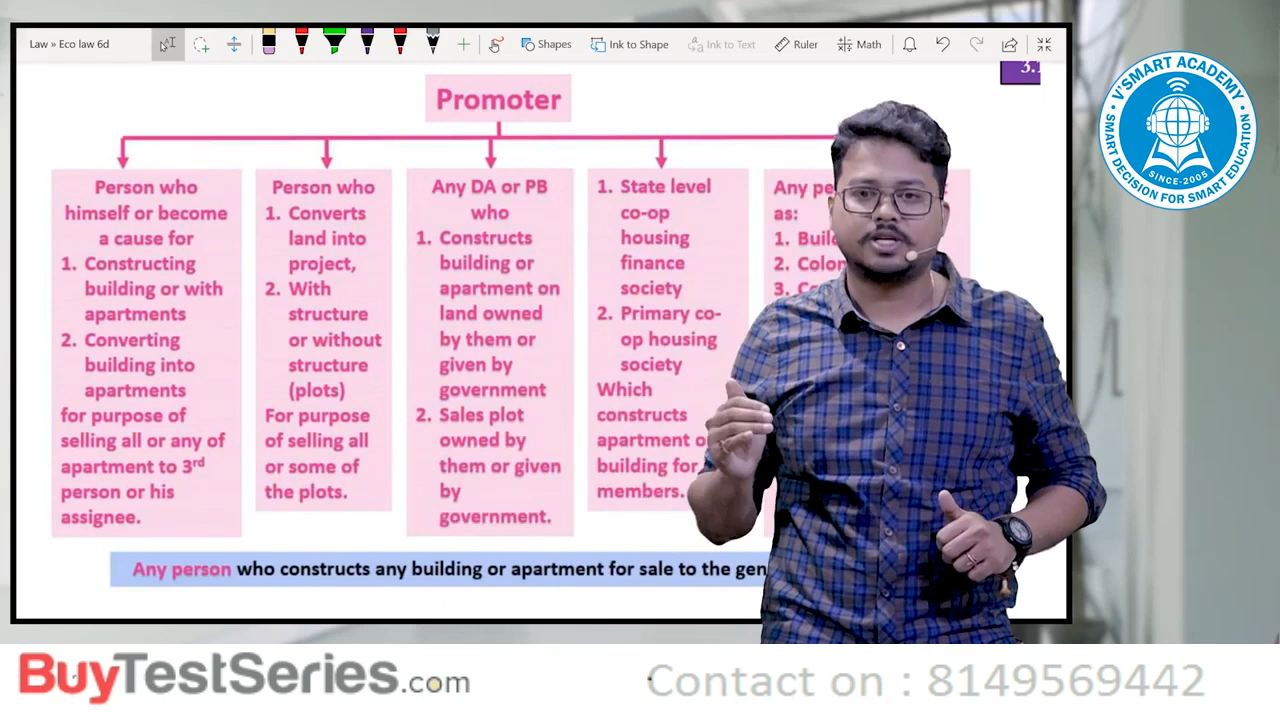 Law » Eco law 6d
Shapes
Ink to Shape
Ink to Text
Ruler
Math
Promoter
Person who
himself or become
a cause for
1. Constructing
building or with
apartments
2. Converting
building into
apartments
for purpose of
selling all or any of
apartment to 3rd
person or his
assignee.
Person who
1. Converts
land into
project,
2. With
structure
or without
structure
(plots)
For purpose
of selling all
or some of
the plots.
Any DA or PB
who
1. Constructs
building or
apartment on
land owned
by them or
given by
government
2. Sales plot
owned by
them or given
by
government.
1. State level
co-op
housing
finance
society
2. Primary co-
op housing
society
Which
constructs
apartment
building for
members.
Any
as:
1.
2.
3.
Any person who constructs any building or apartment for sale to the
V'SMART ACADEMY
SMART DECISION FOR SMART EDUCATION
SINCE-2005
BuyTestSeries.com
Contact on : 8149569442